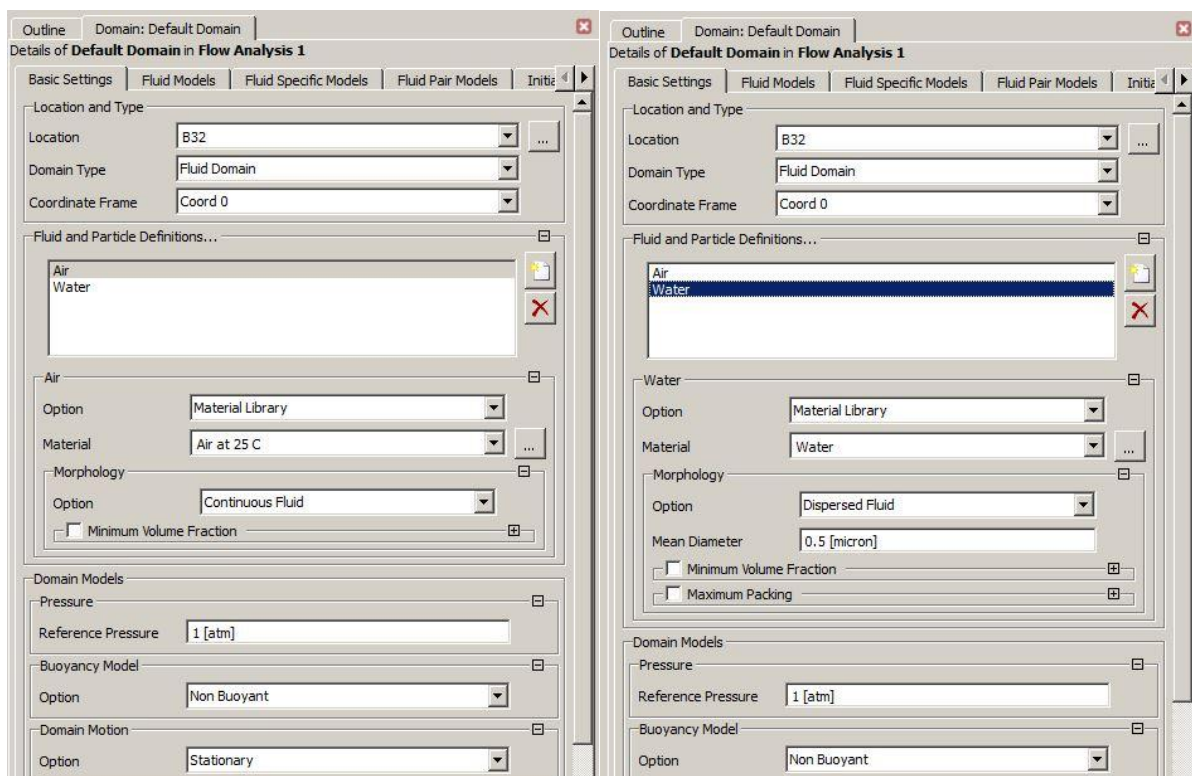 Outline Domain: Default Domain
Details of Default Domain in Flow Analysis 1
Basic Settings Fluid Models Fluid Specific Models Fluid Pair Models Initia
Location and Type
Location B32 ...
Domain Type Fluid Domain
Coordinate Frame Coord 0
Fluid and Particle Definitions...
Air
Water
Air
Option Material Library
Material Air at 25 C ...
Morphology
Option Continuous Fluid
Minimum Volume Fraction
Domain Models
Pressure
Reference Pressure 1 [atm]
Buoyancy Model
Option Non Buoyant
Domain Motion
Option Stationary
Outline Domain: Default Domain
Details of Default Domain in Flow Analysis 1
Basic Settings Fluid Models Fluid Specific Models Fluid Pair Models Initia
Location and Type
Location B32 ...
Domain Type Fluid Domain
Coordinate Frame Coord 0
Fluid and Particle Definitions...
Air
Water
Water
Option Material Library
Material Water ...
Morphology
Option Dispersed Fluid
Mean Diameter 0.5 [micron]
Minimum Volume Fraction
Maximum Packing
Domain Models
Pressure
Reference Pressure 1 [atm]
Buoyancy Model
Option Non Buoyant